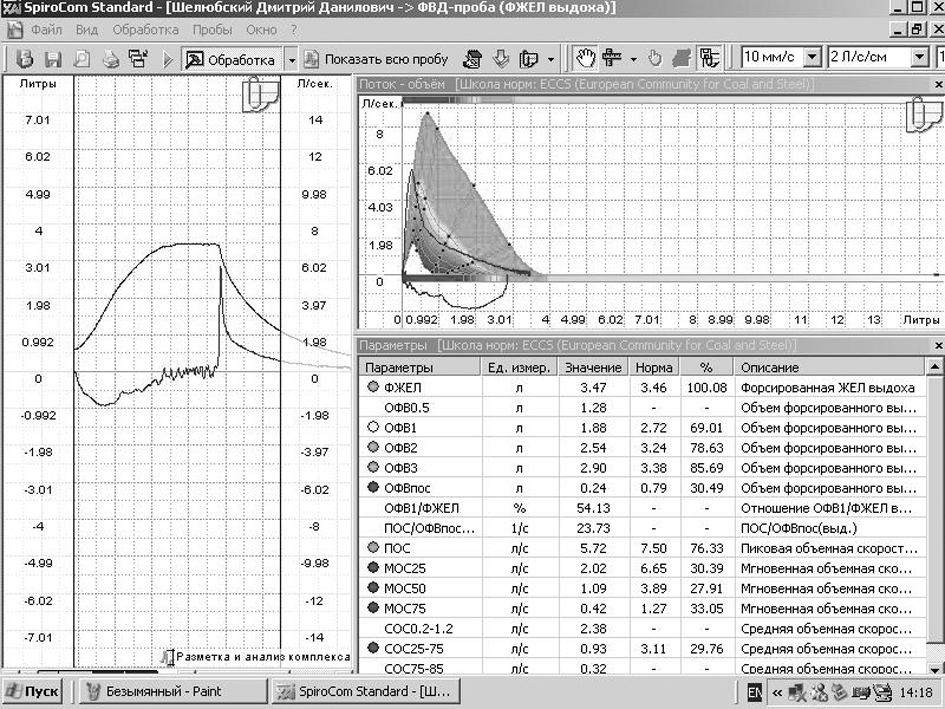 SpiroCom Standard - [Шелюбский Дмитрий Данилович -> ФВД-проба (ФЖЕЛ выдоха)]
Файл Вид Обработка Пробы Окно ?
Обработка Показать всю пробу 10 мм/с 2 Л/с/см
Литры Л/сек.
7.01 14
6.02 12
4.99 9.98
4 8
3.01 6.02
1.98 3.97
0.992 1.98
0 0
-0.992 -1.98
-1.98 -3.97
-3.01 -6.02
-4 -8
-4.99 -9.98
-6.02 -12
-7.01 -14
Разметка и анализ комплекса
Поток - объём [Школа норм: ECCS (European Community for Coal and Steel)]
Л/сек.
8
6.02
4.03
1.98
0
0 0.992 1.98 3.01 4 4.99 6.02 7.01 8 8.99 9.98 11 12 13 Литры
Параметры [Школа норм: ECCS (European Community for Coal and Steel)]
Параметры Ед. измер. Значение Норма % Описание
ФЖЕЛ л 3.47 3.46 100.08 Форсированная ЖЕЛ выдоха
ОФВ0.5 л 1.28 - - Объем форсированного вы...
ОФВ1 л 1.88 2.72 69.01 Объем форсированного вы...
ОФВ2 л 2.54 3.24 78.63 Объем форсированного вы...
ОФВ3 л 2.90 3.38 85.69 Объем форсированного вы...
ОФВпос л 0.24 0.79 30.49 Объем форсированного вы...
ОФВ1/ФЖЕЛ % 54.13 - - Отношение ОФВ1/ФЖЕЛ в...
ПОС/ОФВпос... 1/с 23.73 - - ПОС/ОФВпос(выд.)
ПОС л/с 5.72 7.50 76.33 Пиковая объемная скорост...
МОС25 л/с 2.02 6.65 30.39 Мгновенная объемная ско...
МОС50 л/с 1.09 3.89 27.91 Мгновенная объемная ско...
МОС75 л/с 0.42 1.27 33.05 Мгновенная объемная ско...
СОС0.2-1.2 л/с 2.38 - - Средняя объемная скорос...
СОС25-75 л/с 0.93 3.11 29.76 Средняя объемная скорос...
СОС75-85 л/с 0.32 - - Средняя объемная скорос...
Пуск Безымянный - Paint SpiroCom Standard - [Ш... EN « 14:18